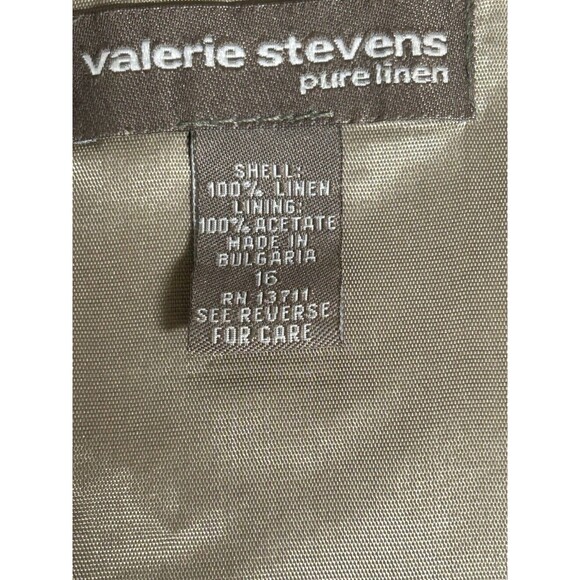 valerie stevens
pure linen
SHELL:
100% LINEN
LINING:
100% ACETATE
MADE IN
BULGARIA
16
RN 13711
SEE REVERSE
FOR CARE